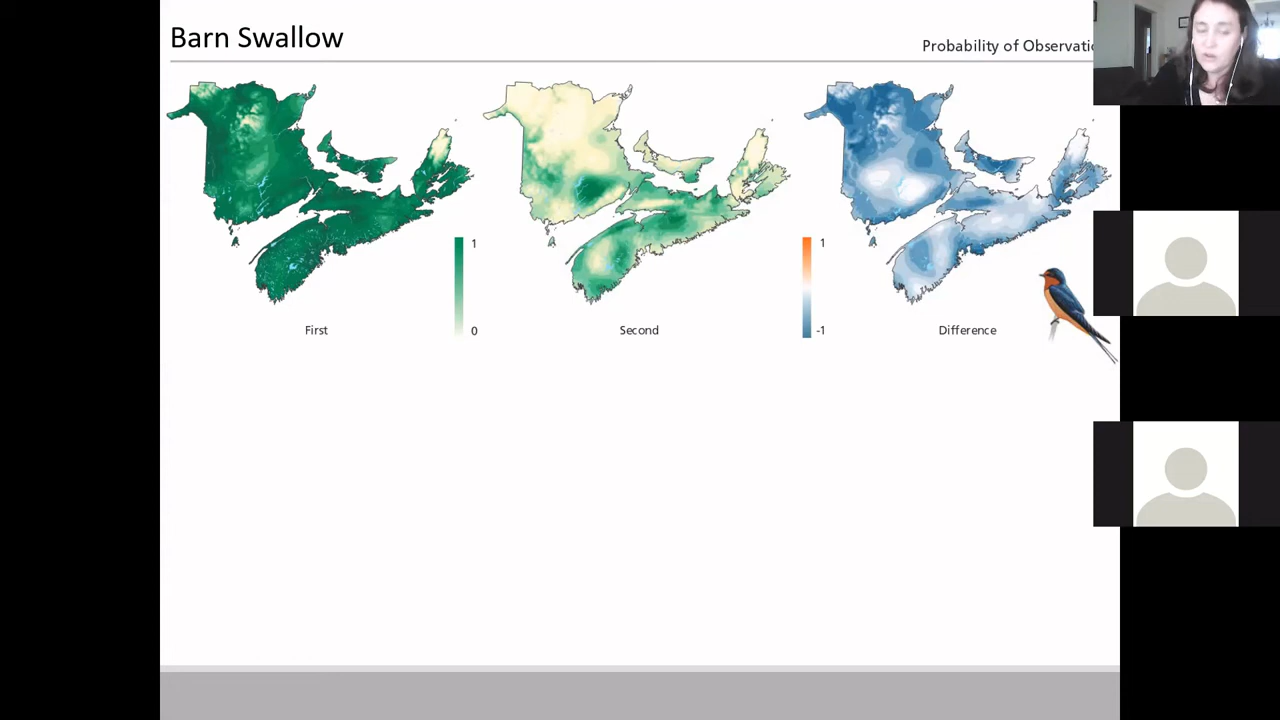 Barn Swallow
Probability of Observatio
1
0
1
-1
First
Second
Difference